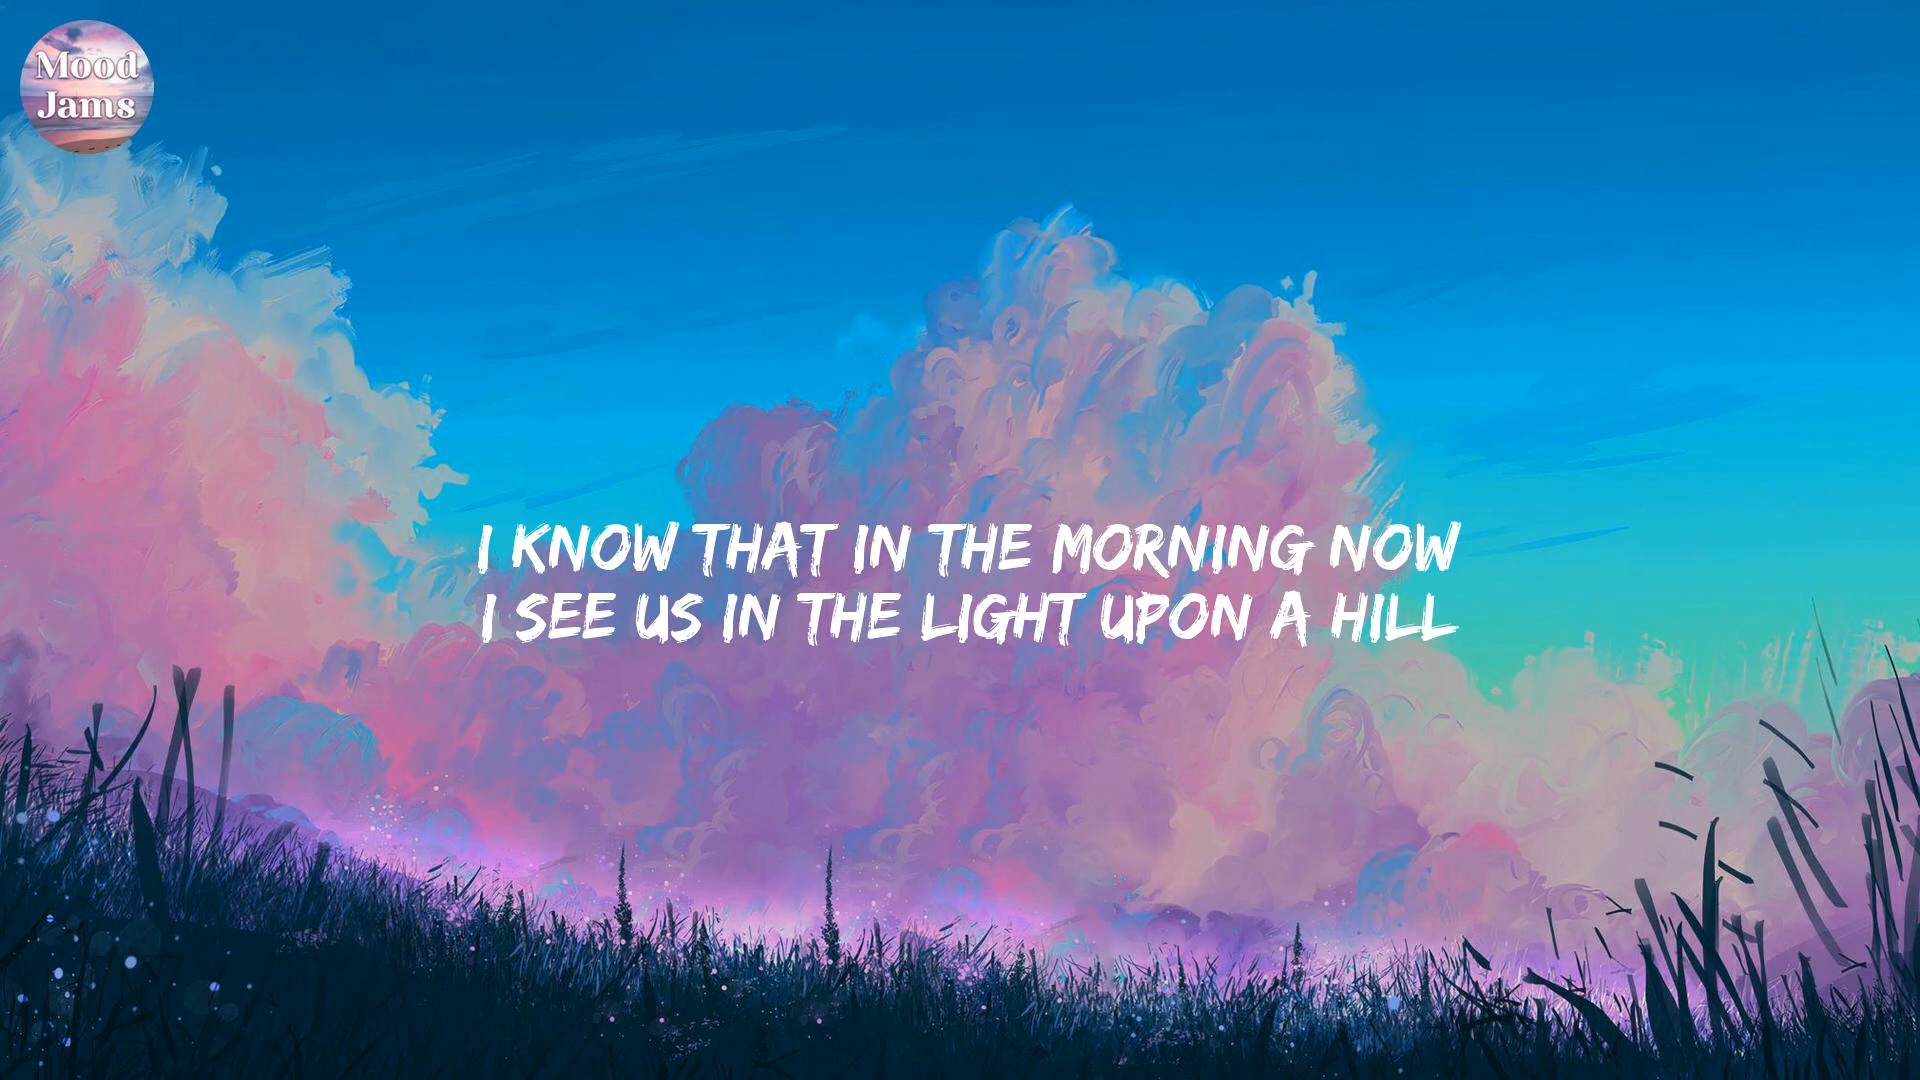 Mood
Jams
I KNOW THAT IN THE MORNING NOW
I SEE US IN THE LIGHT UPON A HILL